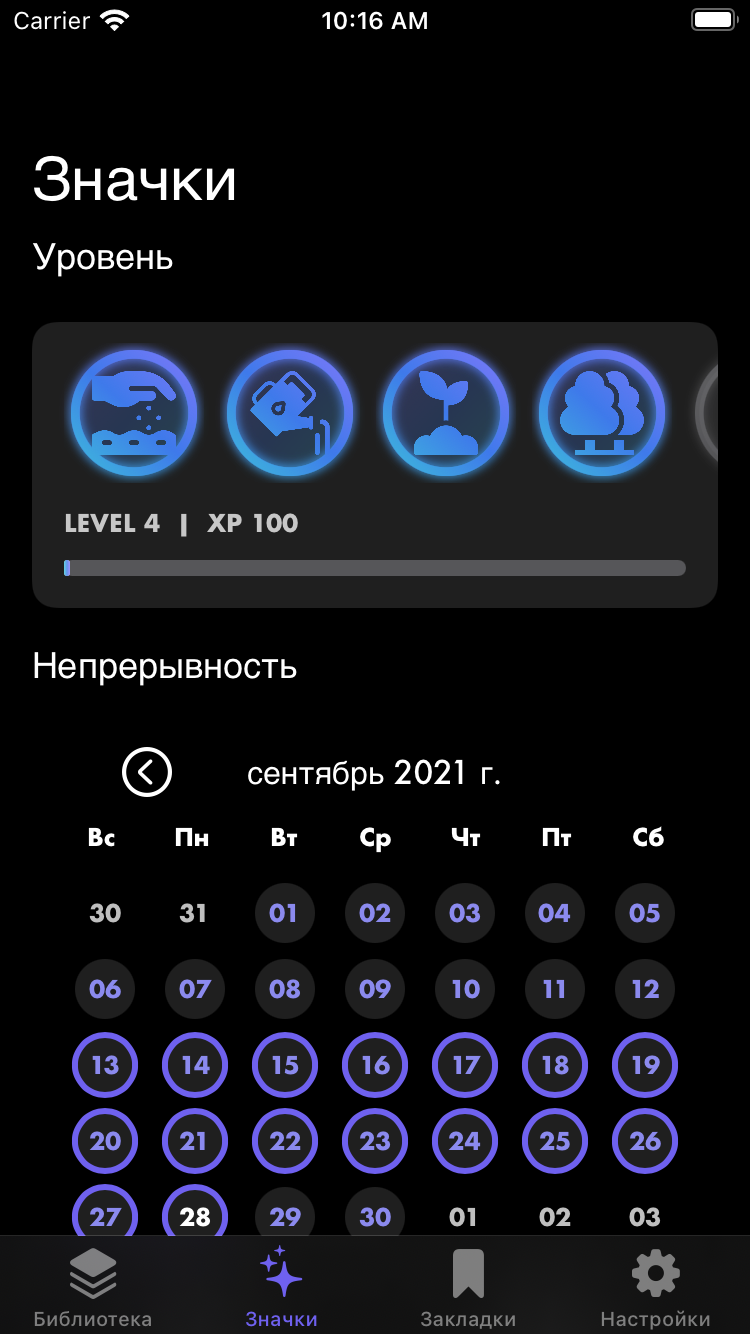 Carrier 10:16 AM
Значки
Уровень
LEVEL 4 | XP 100
Непрерывность
сентябрь 2021 г.
Вс Пн Вт Ср Чт Пт Сб
30 31 01 02 03 04 05
06 07 08 09 10 11 12
13 14 15 16 17 18 19
20 21 22 23 24 25 26
27 28 29 30 01 02 03
Библиотека Значки Закладки Настройки